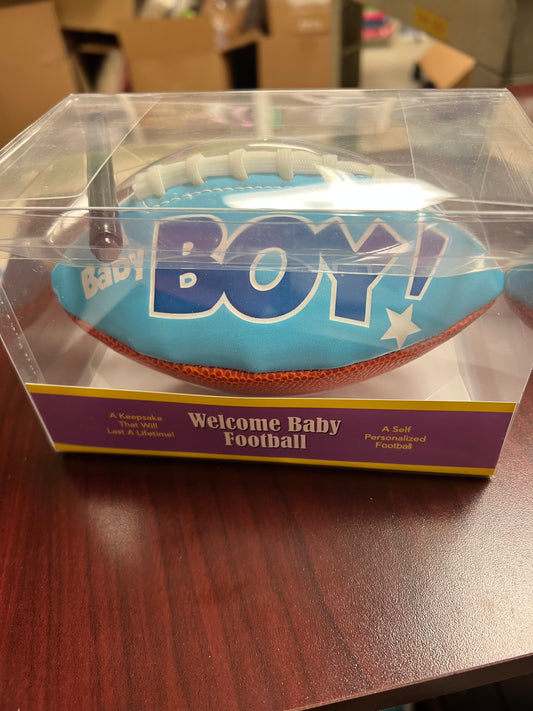 Baby
BOY!
A Keepsake
That Will
Last A Lifetime!
Welcome Baby
Football
A Self
Personalized
Football